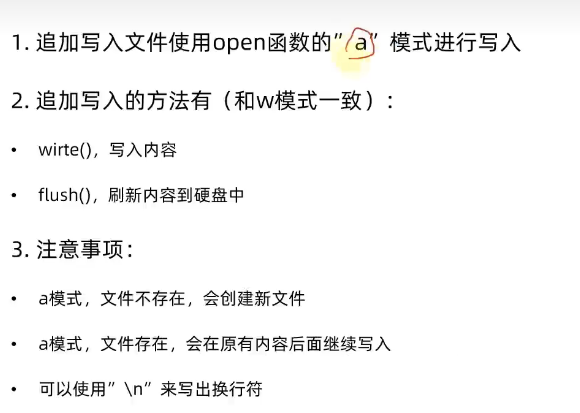 1. 追加写入文件使用open函数的”a”模式进行写入
2. 追加写入的方法有（和w模式一致）：
• wirte()，写入内容
• flush()，刷新内容到硬盘中
3. 注意事项：
• a模式，文件不存在，会创建新文件
• a模式，文件存在，会在原有内容后面继续写入
• 可以使用”\n”来写出换行符